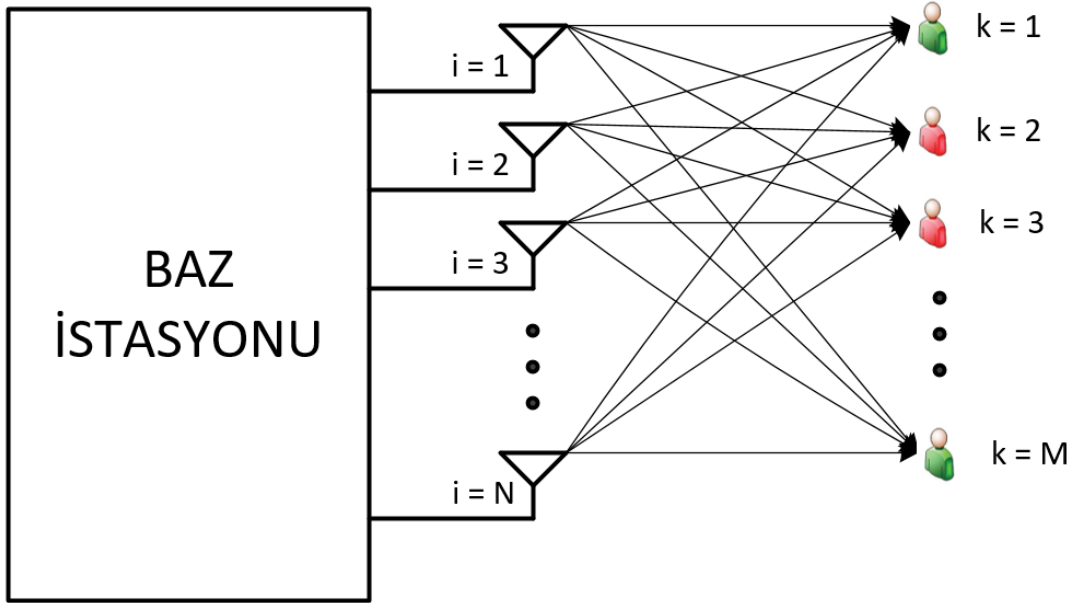 BAZ
İSTASYONU
i = 1
i = 2
i = 3
i = N
k = 1
k = 2
k = 3
k = M